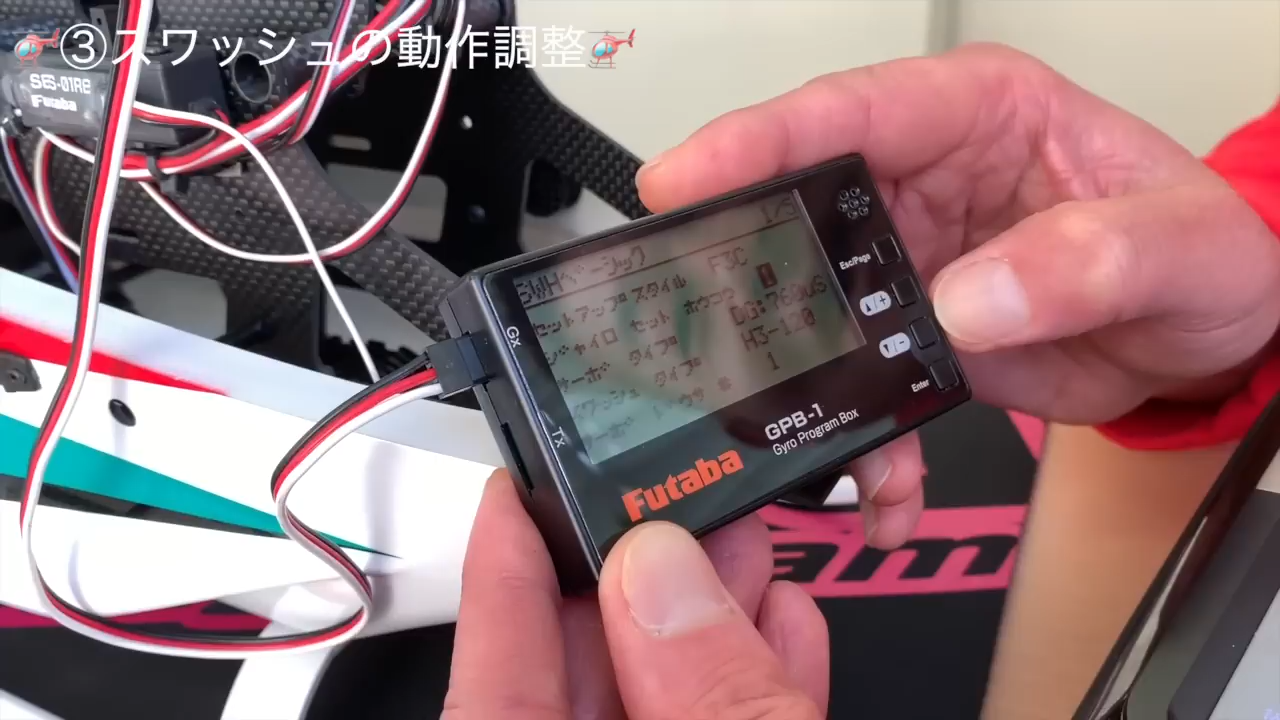 🚁③スワッシュの動作調整🚁
SBS-01RE
Futaba
SWHベーシック 1/5
セットアップ スタイル F3C
ジャイロ セット ホウコウ 1
サーボ タイプ DG:760uS
スワッシュ タイプ H3-120
1
Gx
Tx
Esc/Page
▲/+
▼/-
Enter
GPB-1
Gyro Program Box
Futaba
am